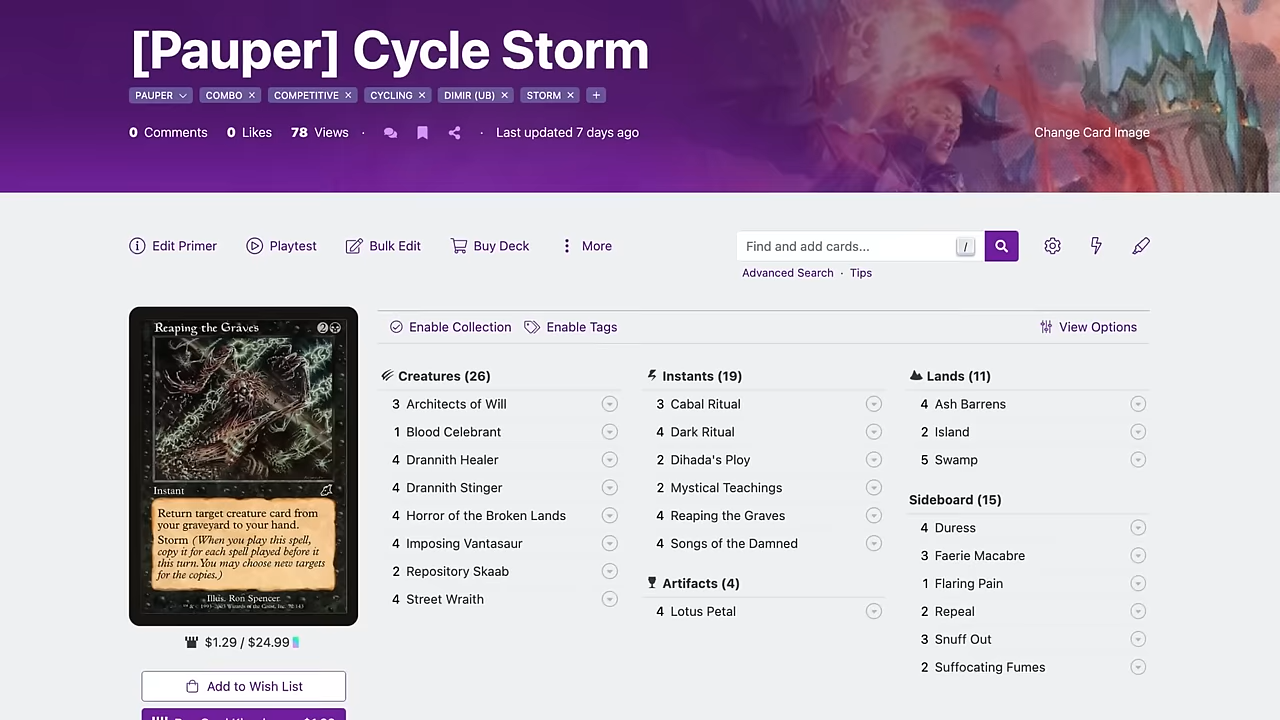 [Pauper] Cycle Storm
PAUPER COMBO × COMPETITIVE × CYCLING × DIMIR (UB) × STORM × +
0 Comments 0 Likes 78 Views · · Last updated 7 days ago
Change Card Image
Edit Primer Playtest Bulk Edit Buy Deck More
Find and add cards... /
Advanced Search · Tips
Reaping the Graves 2
Instant
Return target creature card from
your graveyard to your hand.
Storm (When you play this spell,
copy it for each spell played before it
this turn. You may choose new targets
for the copies.)
Illus. Ron Spencer
$1.29 / $24.99
Add to Wish List
Enable Collection Enable Tags View Options
Creatures (26)
3 Architects of Will
1 Blood Celebrant
4 Drannith Healer
4 Drannith Stinger
4 Horror of the Broken Lands
4 Imposing Vantasaur
2 Repository Skaab
4 Street Wraith
Instants (19)
3 Cabal Ritual
4 Dark Ritual
2 Dihada's Ploy
2 Mystical Teachings
4 Reaping the Graves
4 Songs of the Damned
Artifacts (4)
4 Lotus Petal
Lands (11)
4 Ash Barrens
2 Island
5 Swamp
Sideboard (15)
4 Duress
3 Faerie Macabre
1 Flaring Pain
2 Repeal
3 Snuff Out
2 Suffocating Fumes